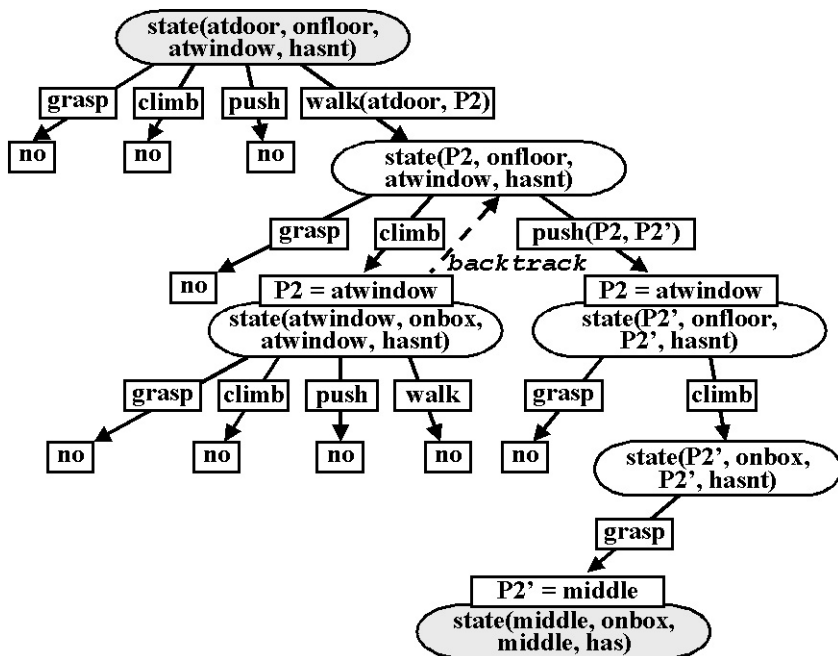 state(atdoor, onfloor,
atwindow, hasnt)
grasp
climb
push
walk(atdoor, P2)
no
no
no
state(P2, onfloor,
atwindow, hasnt)
grasp
climb
push(P2, P2’)
backtrack
no
P2 = atwindow
state(atwindow, onbox,
atwindow, hasnt)
P2 = atwindow
state(P2’, onfloor,
P2’, hasnt)
grasp
climb
push
walk
grasp
climb
no
no
no
no
no
state(P2’, onbox,
P2’, hasnt)
grasp
P2’ = middle
state(middle, onbox,
middle, has)